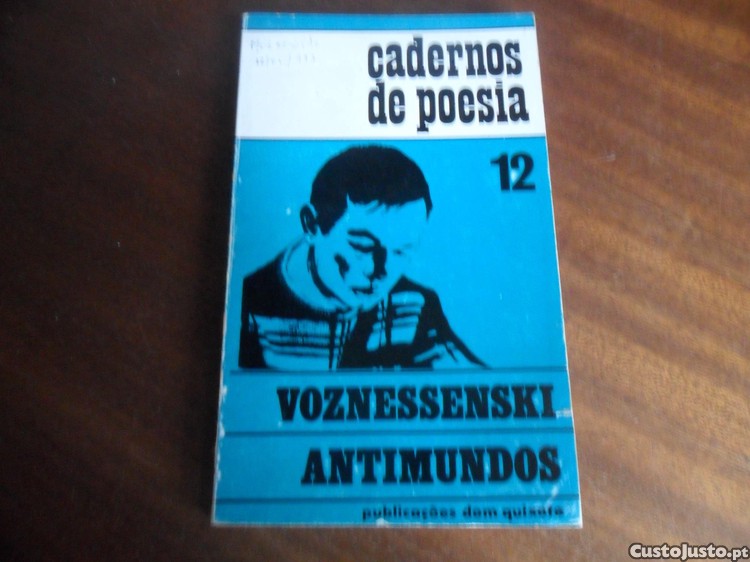 cadernos
de poesia
12
VOZNESSENSKI
ANTIMUNDOS
publicações dom quixote
CustoJusto.pt